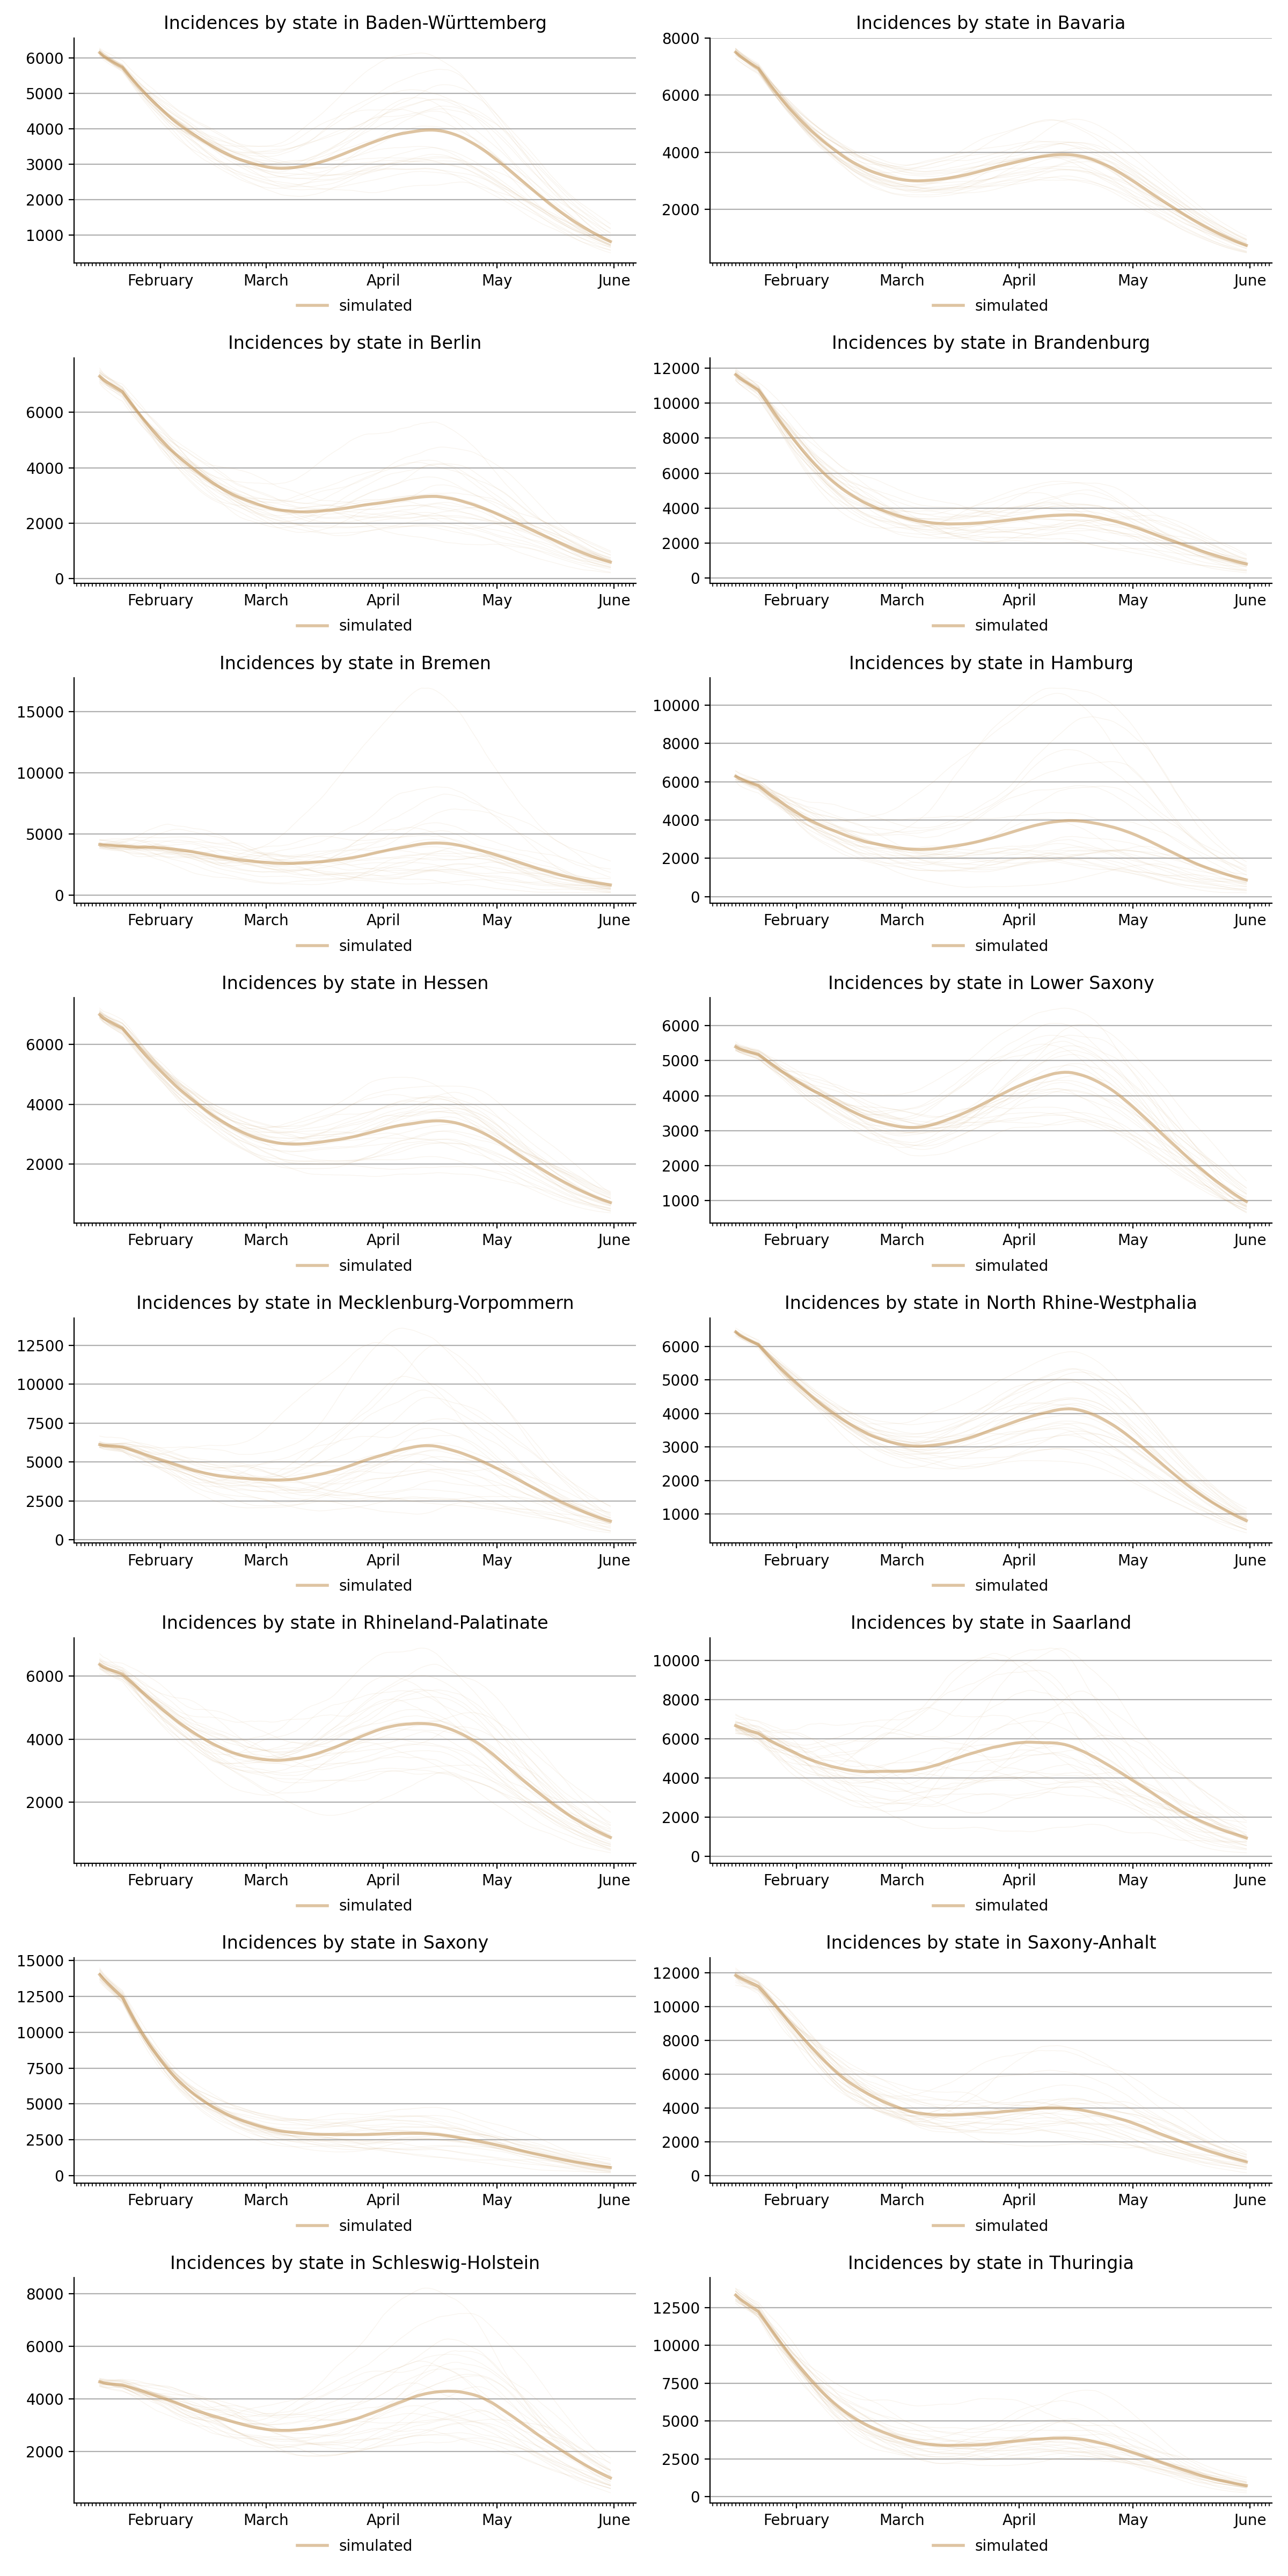 Incidences by state in Baden-Württemberg
6000
5000
4000
3000
2000
1000
February March April May June
simulated
Incidences by state in Bavaria
8000
6000
4000
2000
February March April May June
simulated
Incidences by state in Berlin
6000
4000
2000
0
February March April May June
simulated
Incidences by state in Brandenburg
12000
10000
8000
6000
4000
2000
0
February March April May June
simulated
Incidences by state in Bremen
15000
10000
5000
0
February March April May June
simulated
Incidences by state in Hamburg
10000
8000
6000
4000
2000
0
February March April May June
simulated
Incidences by state in Hessen
6000
4000
2000
February March April May June
simulated
Incidences by state in Lower Saxony
6000
5000
4000
3000
2000
1000
February March April May June
simulated
Incidences by state in Mecklenburg-Vorpommern
12500
10000
7500
5000
2500
0
February March April May June
simulated
Incidences by state in North Rhine-Westphalia
6000
5000
4000
3000
2000
1000
February March April May June
simulated
Incidences by state in Rhineland-Palatinate
6000
4000
2000
February March April May June
simulated
Incidences by state in Saarland
10000
8000
6000
4000
2000
0
February March April May June
simulated
Incidences by state in Saxony
15000
12500
10000
7500
5000
2500
0
February March April May June
simulated
Incidences by state in Saxony-Anhalt
12000
10000
8000
6000
4000
2000
0
February March April May June
simulated
Incidences by state in Schleswig-Holstein
8000
6000
4000
2000
February March April May June
simulated
Incidences by state in Thuringia
12500
10000
7500
5000
2500
0
February March April May June
simulated